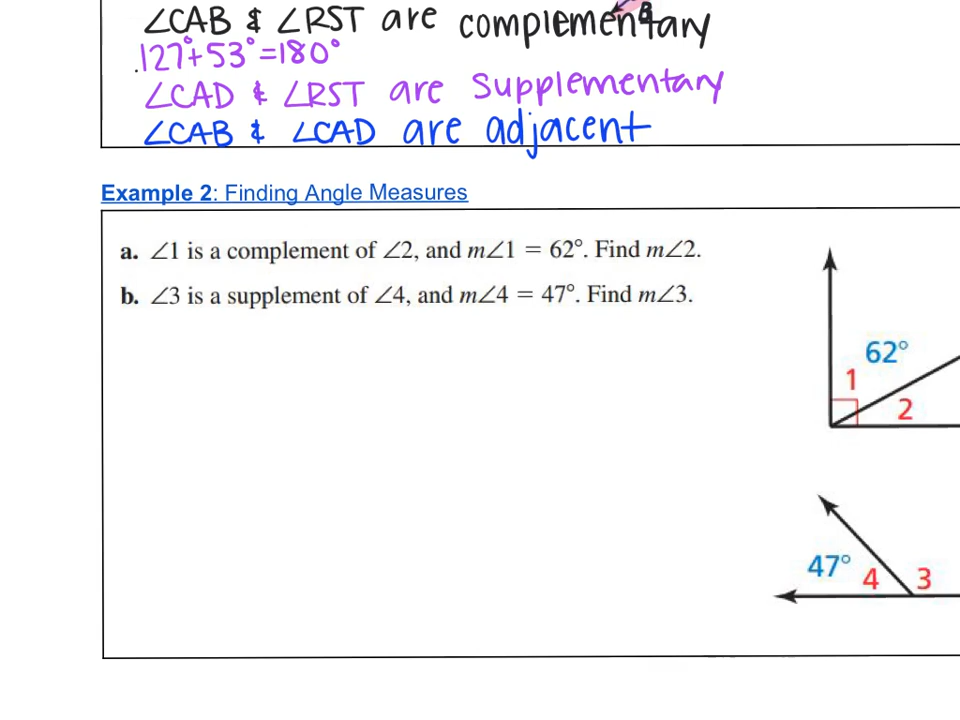 ∠CAB & ∠RST are complementary
127°+53°=180°
∠CAD & ∠RST are supplementary
∠CAB & ∠CAD are adjacent
Example 2: Finding Angle Measures
a. ∠1 is a complement of ∠2, and m∠1 = 62°. Find m∠2.
b. ∠3 is a supplement of ∠4, and m∠4 = 47°. Find m∠3.
62°
1
2
47°
4
3